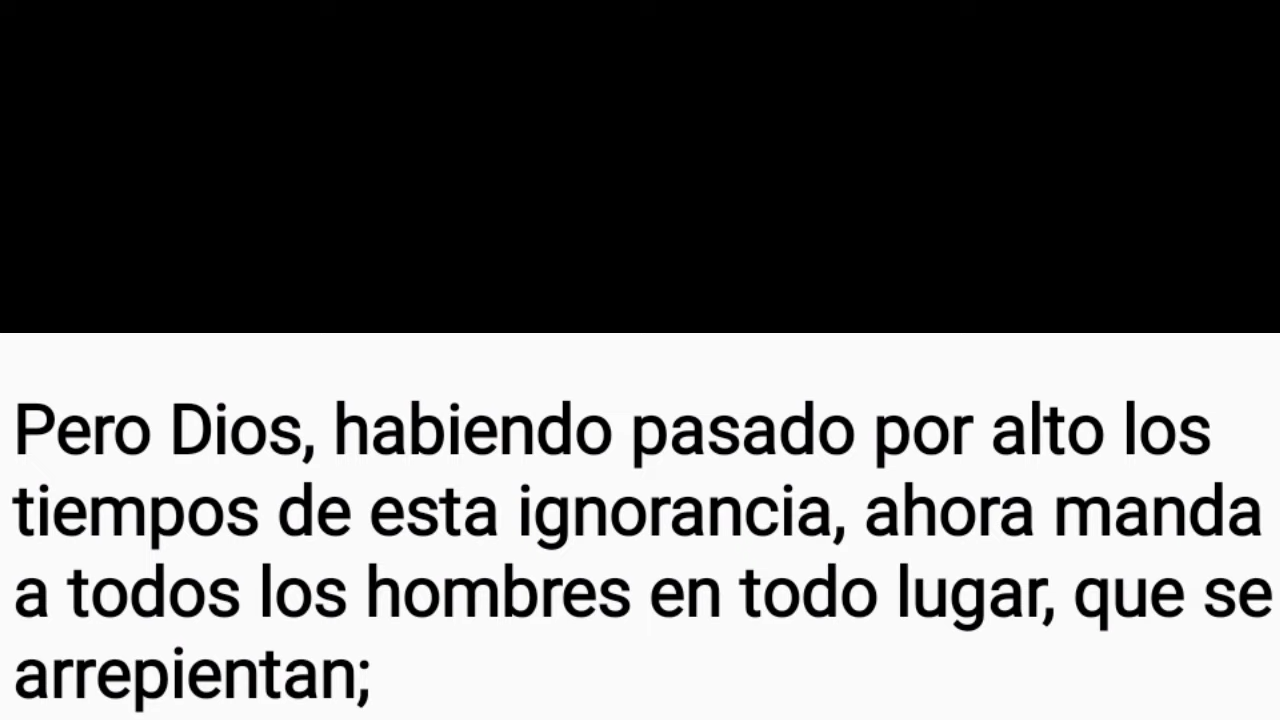 Pero Dios, habiendo pasado por alto los
tiempos de esta ignorancia, ahora manda
a todos los hombres en todo lugar, que se
arrepientan;